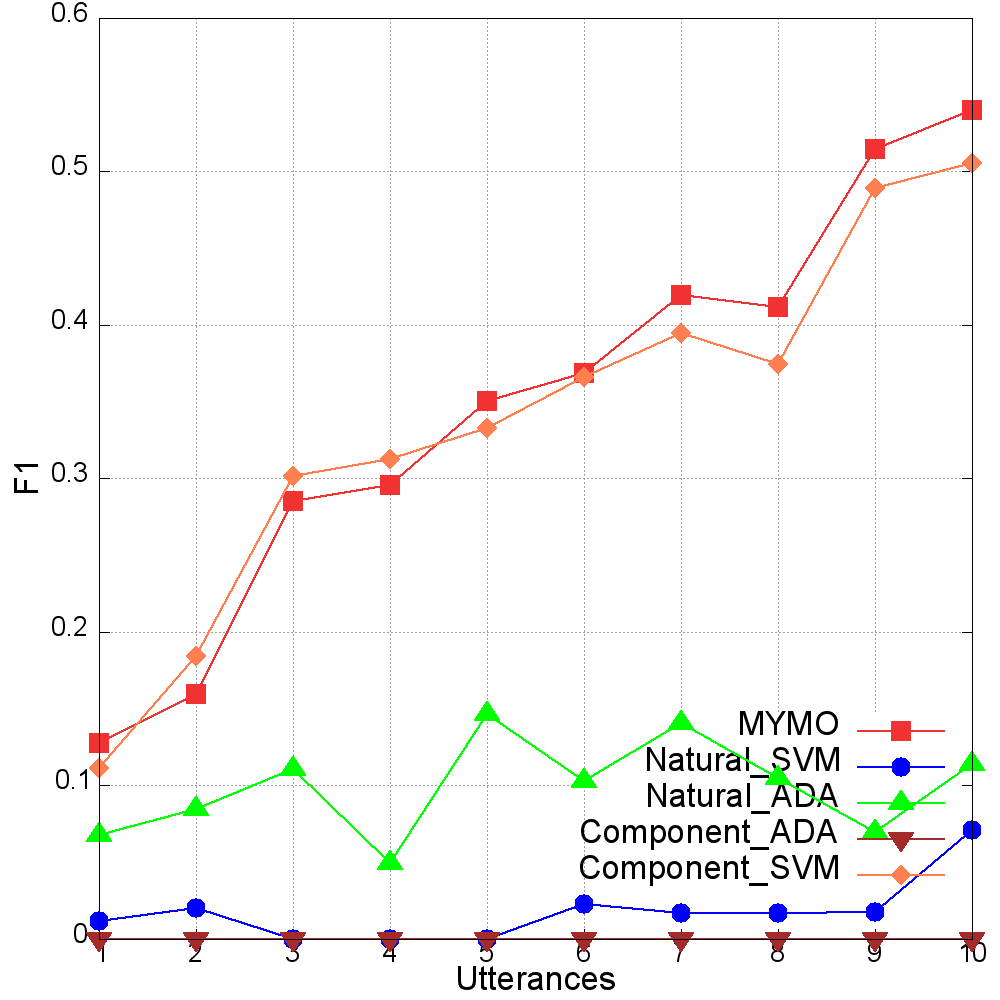 0.6
0.5
0.4
0.3
0.2
0.1
0
F1
MYMO
Natural_SVM
Natural_ADA
Component_ADA
Component_SVM
1 2 3 4 5 6 7 8 9 10
Utterances